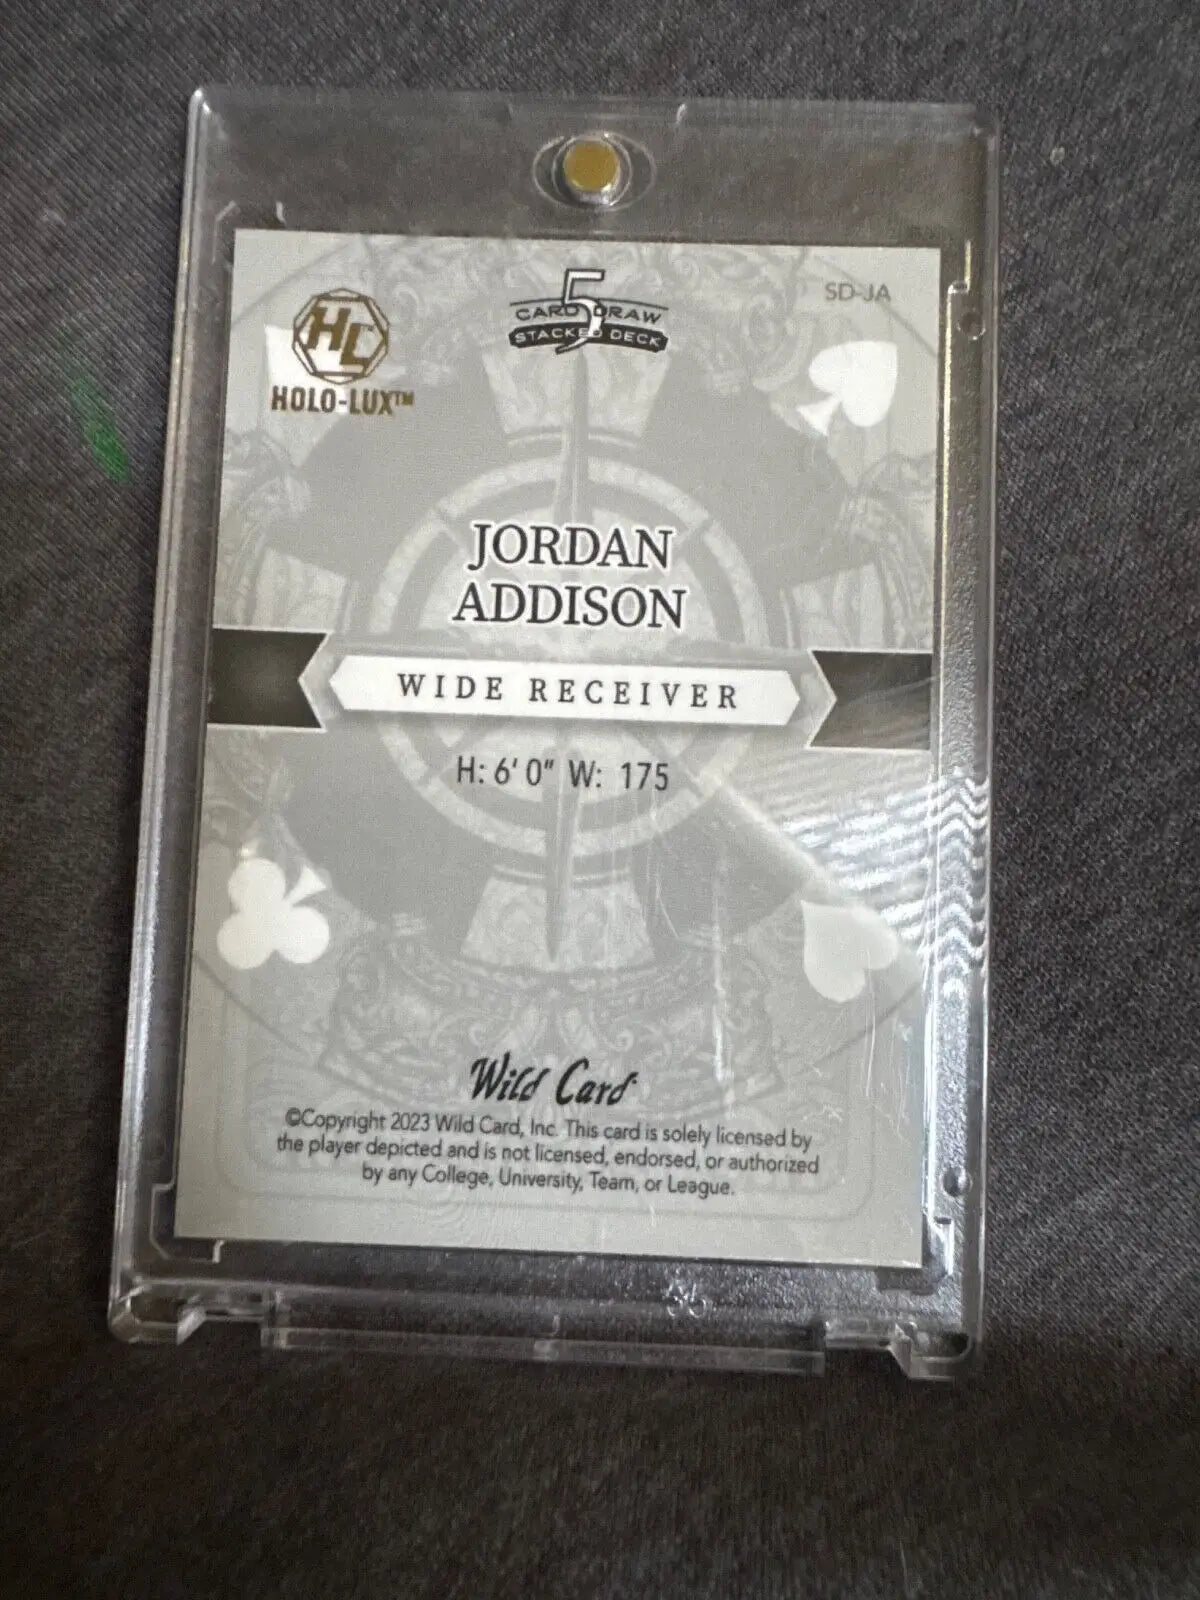 5
CARD DRAW
STACKED DECK
SD-JA
HL
HOLO-LUX™
JORDAN
ADDISON
WIDE RECEIVER
H: 6' 0" W: 175
Wild Card
©Copyright 2023 Wild Card, Inc. This card is solely licensed by
the player depicted and is not licensed, endorsed, or authorized
by any College, University, Team, or League.